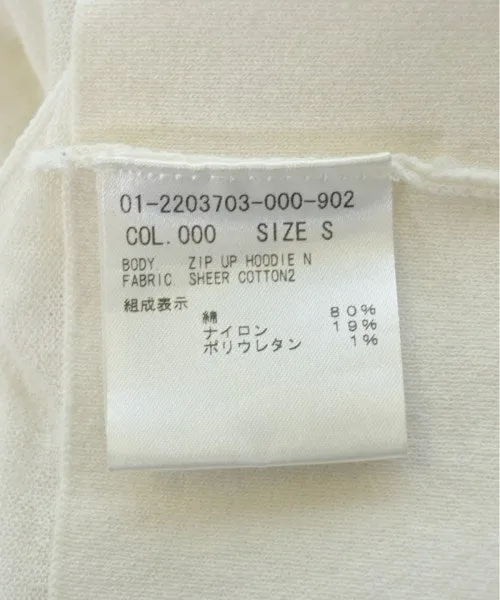 01-2203703-000-902
COL.000 SIZE S
BODY ZIP UP HOODIE N
FABRIC SHEER COTTON2
組成表示
綿 80%
ナイロン 19%
ポリウレタン 1%